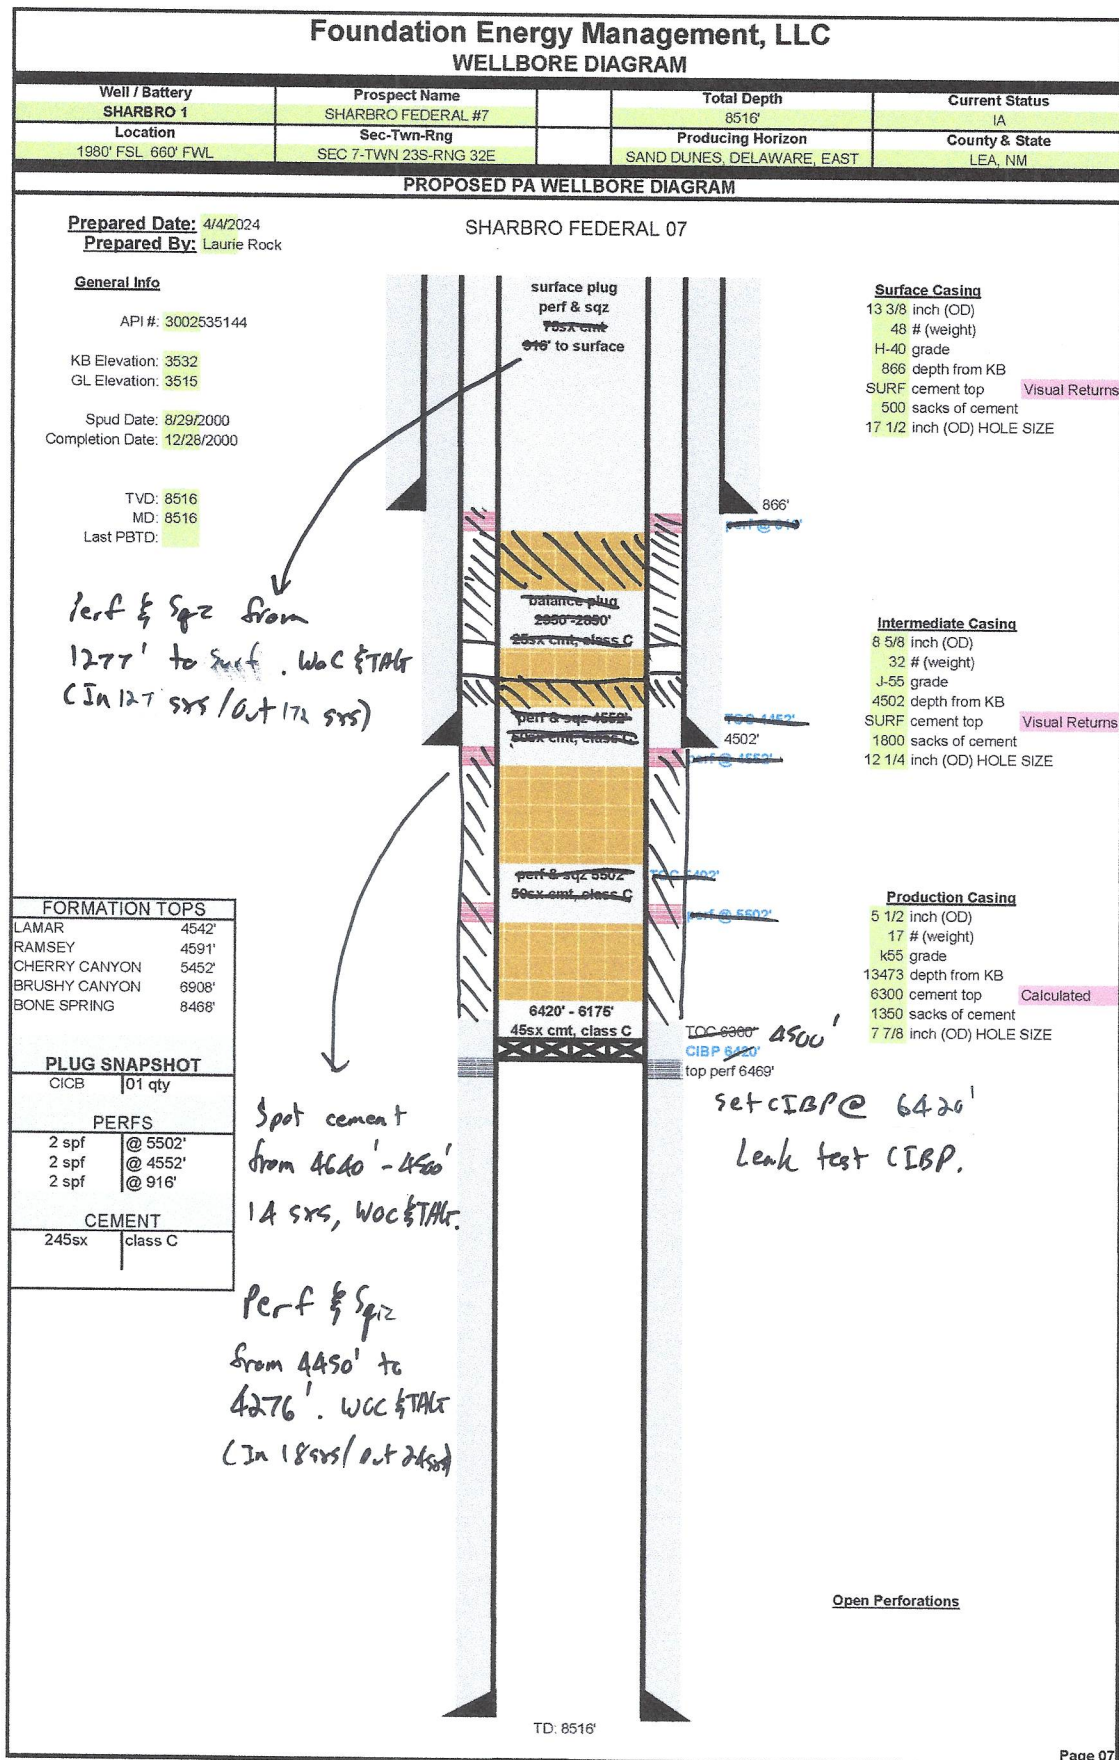 Foundation Energy Management, LLC
WELLBORE DIAGRAM
Well / Battery
SHARBRO 1
Prospect Name
SHARBRO FEDERAL #7
Total Depth
8516'
Current Status
IA
Location
1980' FSL 660' FWL
Sec-Twn-Rng
SEC 7-TWN 23S-RNG 32E
Producing Horizon
SAND DUNES, DELAWARE, EAST
County & State
LEA, NM
PROPOSED PA WELLBORE DIAGRAM
Prepared Date: 4/4/2024
Prepared By: Laurie Rock
SHARBRO FEDERAL 07
General Info
API #: 3002535144
KB Elevation: 3532
GL Elevation: 3515
Spud Date: 8/29/2000
Completion Date: 12/28/2000
TVD: 8516
MD: 8516
Last PBTD:
surface plug
perf & sqz
75sx cmt
916' to surface
Surface Casing
13 3/8 inch (OD)
48 # (weight)
H-40 grade
866 depth from KB
SURF cement top Visual Returns
500 sacks of cement
17 1/2 inch (OD) HOLE SIZE
866'
perf @ 916'
Perf & Sqz from
1277' to Surf. WOC & TAG
(In 127 sxs / Out 172 sxs)
balance plug
2950'-2850'
25sx cmt, class C
Intermediate Casing
8 5/8 inch (OD)
32 # (weight)
J-55 grade
4502 depth from KB
SURF cement top Visual Returns
1800 sacks of cement
12 1/4 inch (OD) HOLE SIZE
perf & sqz 4552'
50sx cmt, class C
TOC 4452'
4502'
perf @ 4552'
perf & sqz 5502'
50sx cmt, class C
TOC 5402'
perf @ 5502'
Production Casing
5 1/2 inch (OD)
17 # (weight)
k55 grade
13473 depth from KB
6300 cement top Calculated
1350 sacks of cement
7 7/8 inch (OD) HOLE SIZE
FORMATION TOPS
LAMAR 4542'
RAMSEY 4591'
CHERRY CANYON 5452'
BRUSHY CANYON 6908'
BONE SPRING 8468'
6420' - 6175'
45sx cmt, class C
TOC 6300' 4500'
CIBP 6420'
top perf 6469'
set CIBP @ 6420'
Leak test CIBP.
PLUG SNAPSHOT
CICB 01 qty
PERFS
2 spf @ 5502'
2 spf @ 4552'
2 spf @ 916'
CEMENT
245sx class C
Spot cement
from 4640' - 4500'
14 sxs, WOC & TAG.
Perf & Sqz
from 4450' to
4276'. WOC & TAG
(In 18 sxs / Out 24 sxs)
Open Perforations
TD: 8516'
Page 07